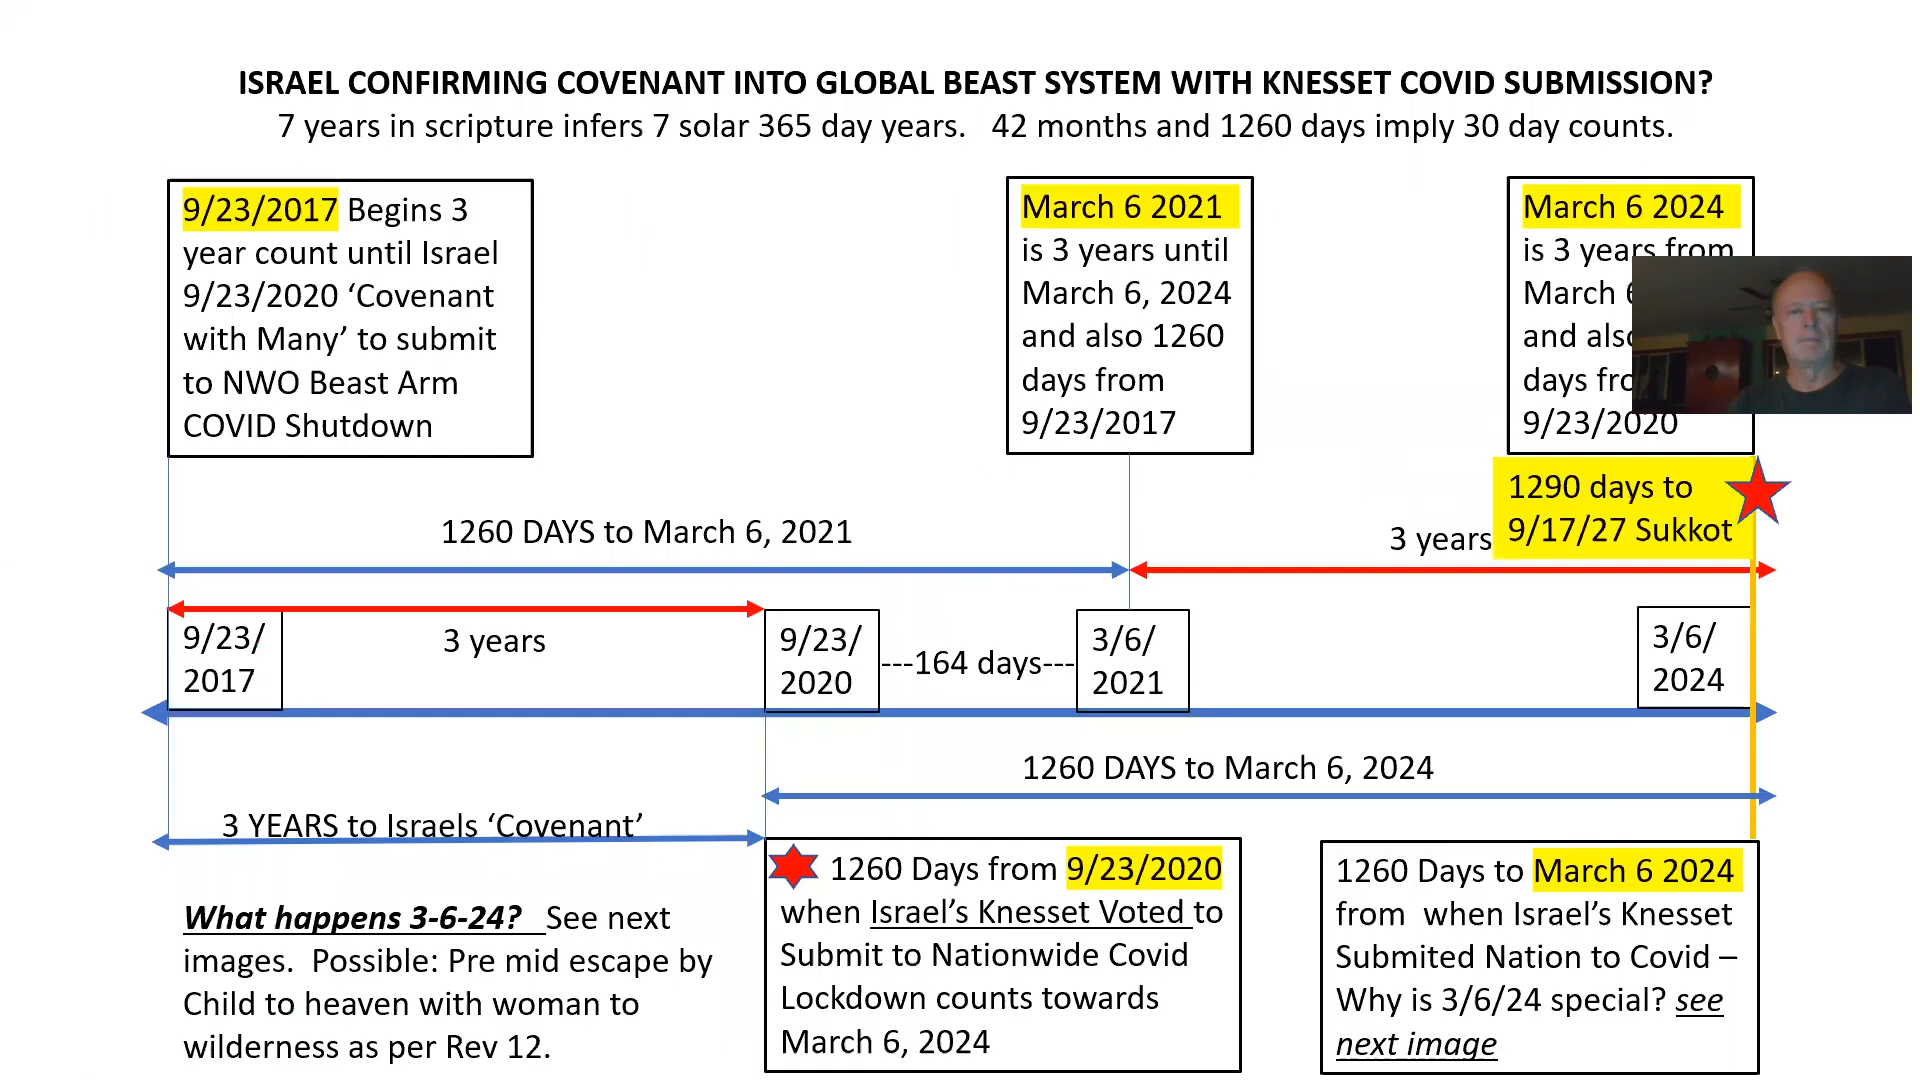 ISRAEL CONFIRMING COVENANT INTO GLOBAL BEAST SYSTEM WITH KNESSET COVID SUBMISSION?
7 years in scripture infers 7 solar 365 day years. 42 months and 1260 days imply 30 day counts.
9/23/2017 Begins 3
year count until Israel
9/23/2020 ‘Covenant
with Many’ to submit
to NWO Beast Arm
COVID Shutdown
March 6 2021
is 3 years until
March 6, 2024
and also 1260
days from
9/23/2017
March 6 2024
is 3 years from
March
and
days
9/23/2020
1290 days to
9/17/27 Sukkot
1260 DAYS to March 6, 2021
3 years
9/23/
2017
3 years
9/23/
2020
---164 days---
3/6/
2021
3/6/
2024
1260 DAYS to March 6, 2024
3 YEARS to Israels ‘Covenant’
What happens 3-6-24? See next
images. Possible: Pre mid escape by
Child to heaven with woman to
wilderness as per Rev 12.
1260 Days from 9/23/2020
when Israel’s Knesset Voted to
Submit to Nationwide Covid
Lockdown counts towards
March 6, 2024
1260 Days to March 6 2024
from when Israel’s Knesset
Submited Nation to Covid –
Why is 3/6/24 special? see
next image